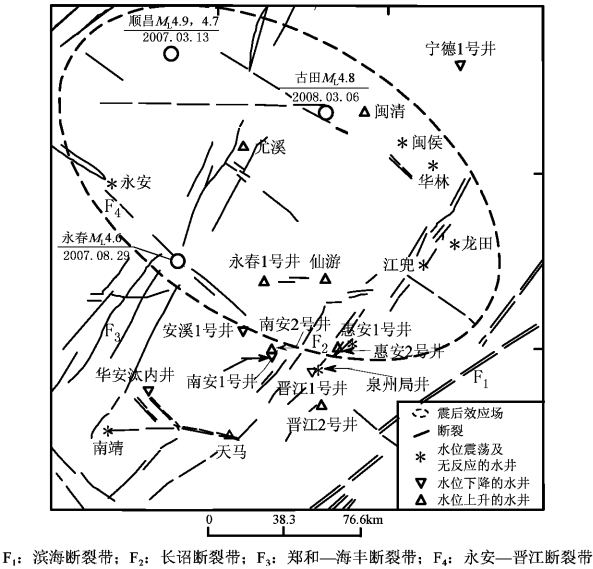 顺昌ML4.9，4.7
2007.03.13
宁德1号井
古田ML4.8
2008.03.06
闽清
闽侯
尤溪
华林
永安
F4
永春ML4.6
2007.08.29
龙田
江兜
永春1号井 仙游
安溪1号井
南安2号井
惠安1号井
F3
F2
惠安2号井
华安汰内井
南安1号井
晋江1号井
泉州局井
F1
晋江2号井
南靖
天马
震后效应场
断裂
水位震荡及
无反应的水井
水位下降的水井
水位上升的水井
0 38.3 76.6km
F1：滨海断裂带；F2：长诏断裂带；F3：郑和—海丰断裂带；F4：永安—晋江断裂带